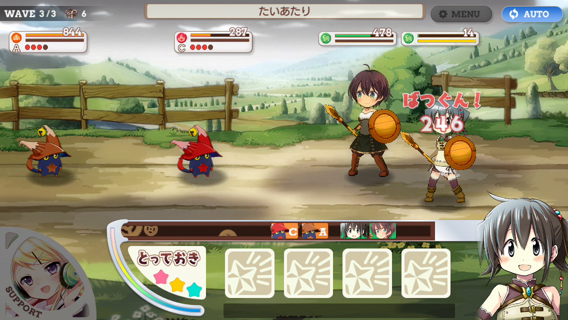 WAVE 3/3
6
たいあたり
MENU
AUTO
844
A
287
C
478
14
ばつぐん!
246
C
A
とっておき
SUPPORT